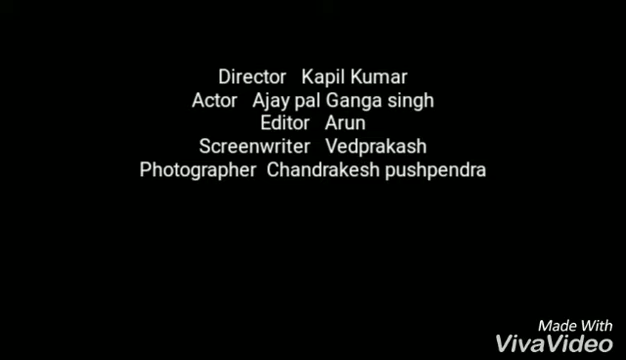 Director Kapil Kumar
Actor Ajay pal Ganga singh
Editor Arun
Screenwriter Vedprakash
Photographer Chandrakesh pushpendra
Made With
VivaVideo